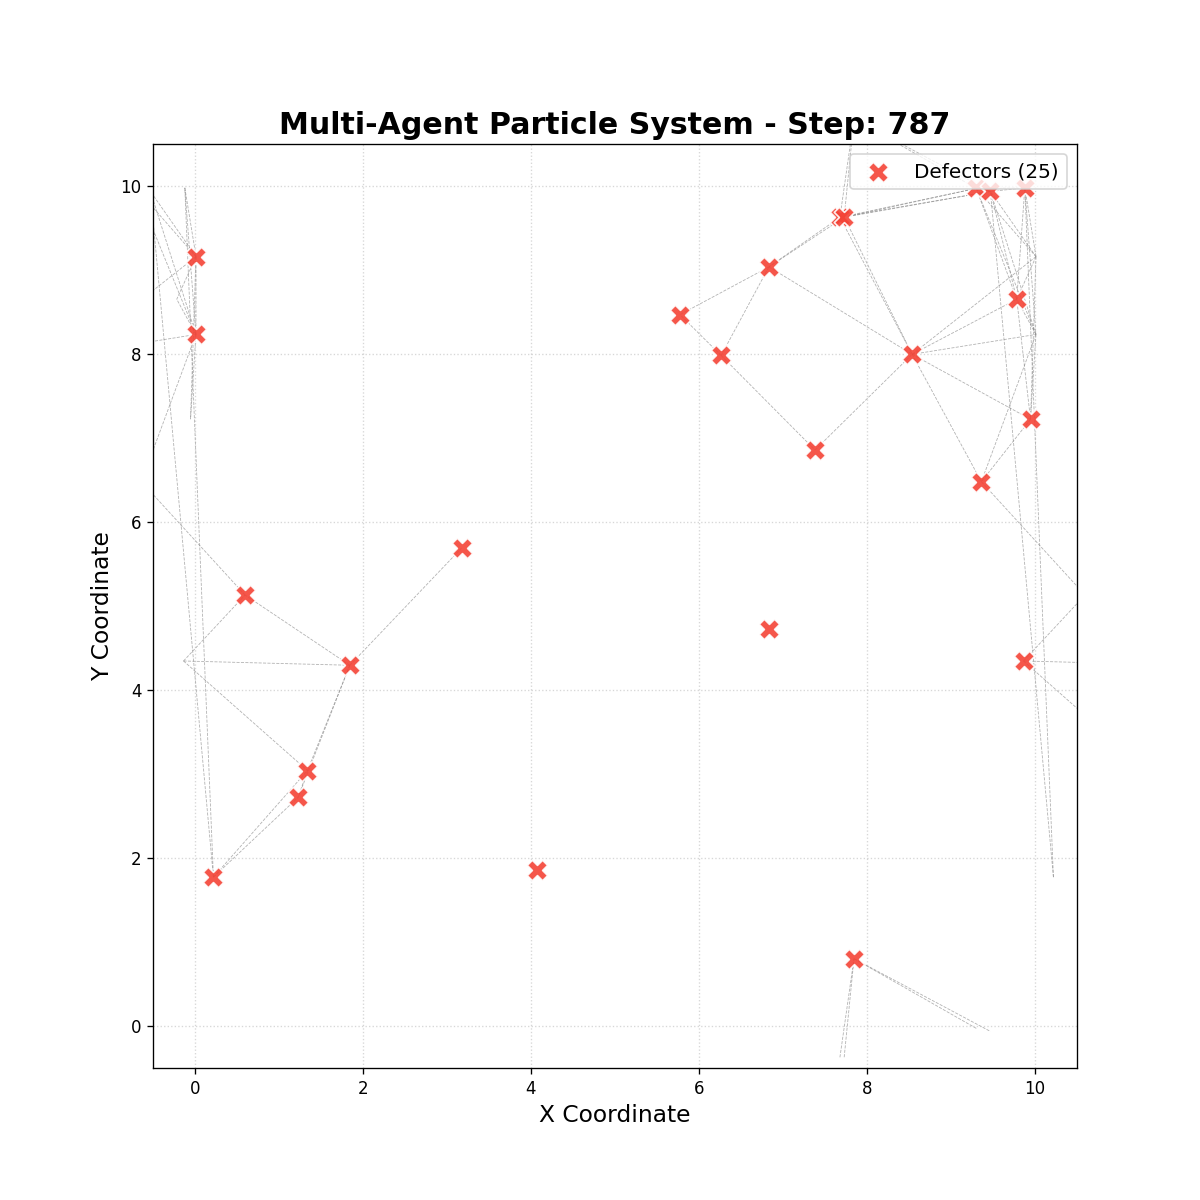 Multi-Agent Particle System - Step: 787
Defectors (25)
10
8
6
4
2
0
Y Coordinate
0 2 4 6 8 10
X Coordinate